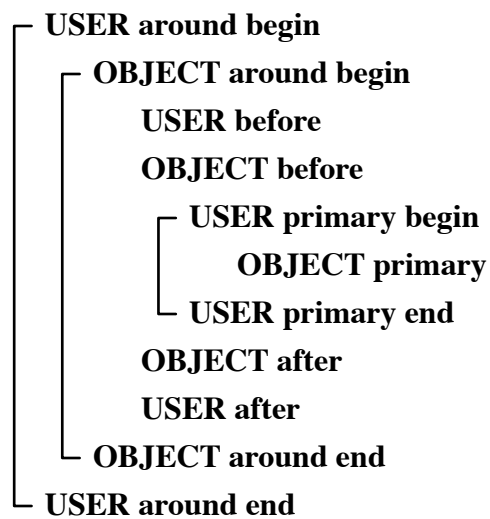 USER around begin
OBJECT around begin
USER before
OBJECT before
USER primary begin
OBJECT primary
USER primary end
OBJECT after
USER after
OBJECT around end
USER around end